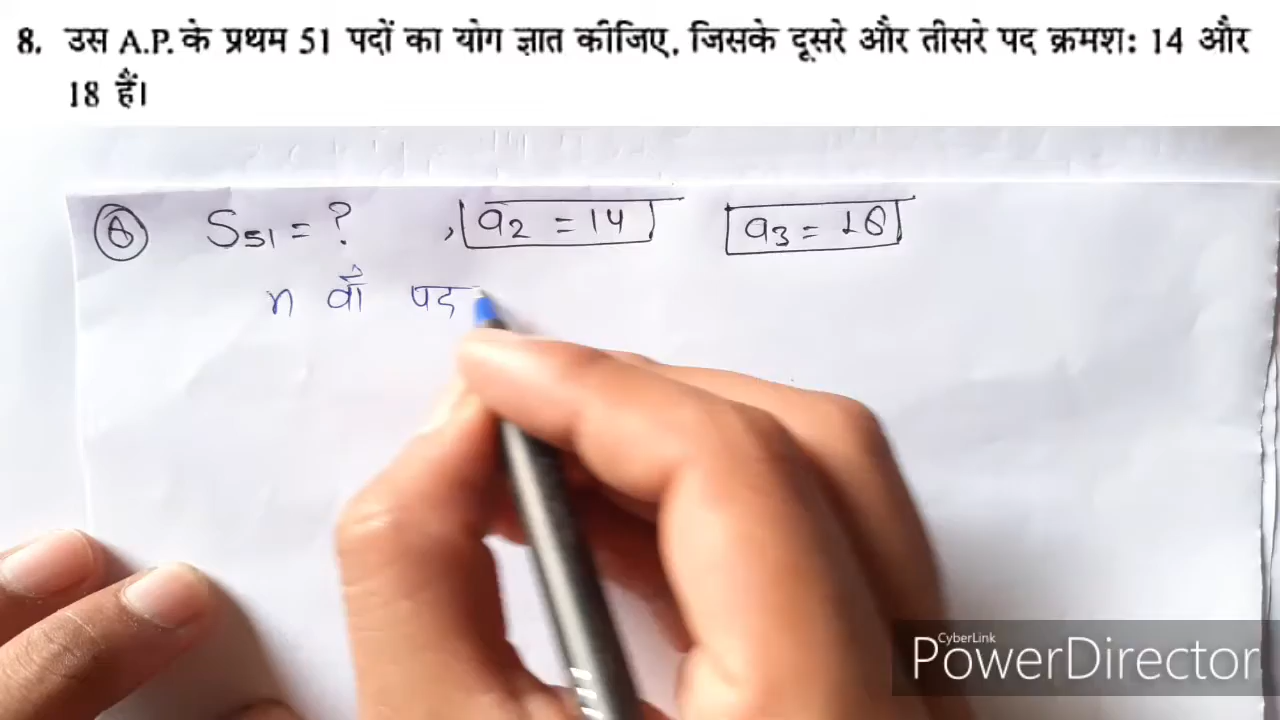 8. उस A.P. के प्रथम 51 पदों का योग ज्ञात कीजिए, जिसके दूसरे और तीसरे पद क्रमश: 14 और
18 हैं।
8 S51 = ? , a2 = 14 a3 = 18
n वाँ पद
CyberLink
PowerDirector